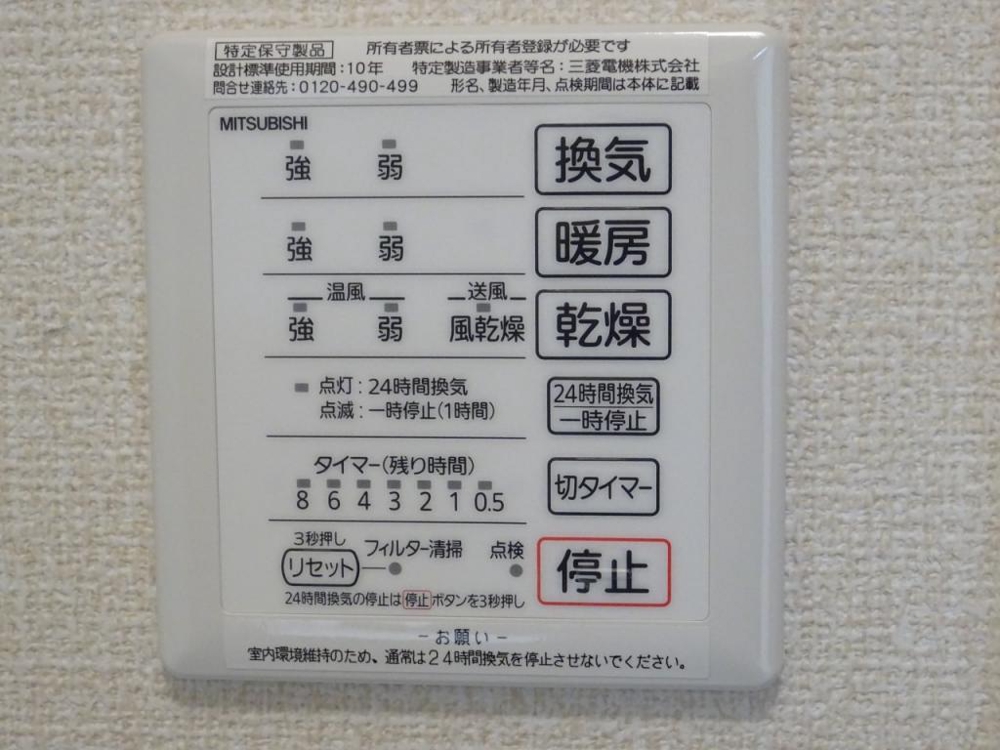 特定保守製品 所有者票による所有者登録が必要です
設計標準使用期間：10年 特定製造事業者等名：三菱電機株式会社
問合せ連絡先：0120-490-499 形名、製造年月、点検期間は本体に記載
MITSUBISHI
強 弱 換気
強 弱 暖房
温風 送風
強 弱 風乾燥 乾燥
点灯：24時間換気 24時間換気
点滅：一時停止(1時間) 一時停止
タイマー(残り時間)
8 6 4 3 2 1 0.5 切タイマー
3秒押し
リセット フィルター清掃 点検 停止
24時間換気の停止は停止ボタンを3秒押し
－お願い－
室内環境維持のため、通常は24時間換気を停止させないでください。